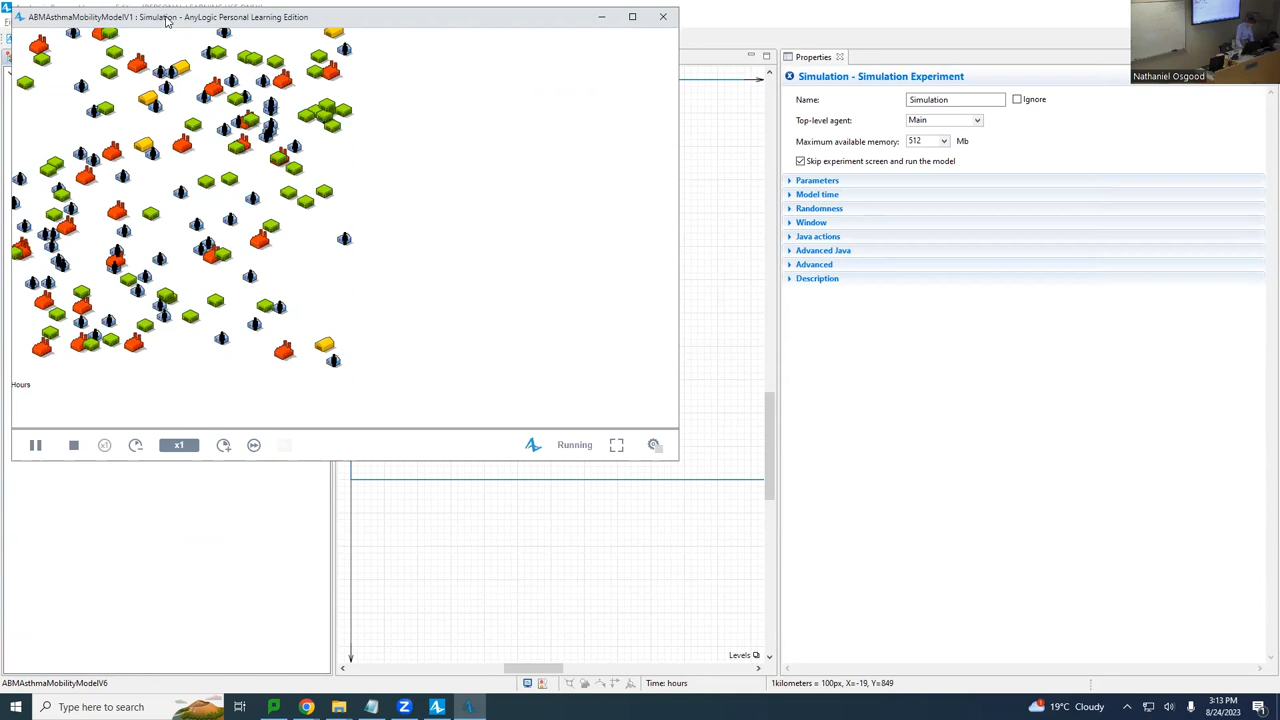 ABMAsthmaMobilityModelV1 : Simulation - AnyLogic Personal Learning Edition
Hours
x1
x1
Running
Levels
Time: hours
1kilometers = 100px, X=-19, Y=849
ABMAsthmaMobilityModelV6
Properties
Simulation - Simulation Experiment
Name:
Simulation
Ignore
Top-level agent:
Main
Maximum available memory:
512
Mb
Skip experiment screen and run the model
Parameters
Model time
Randomness
Window
Java actions
Advanced Java
Advanced
Description
Nathaniel Osgood
Type here to search
19°C Cloudy
3:13 PM
8/24/2023